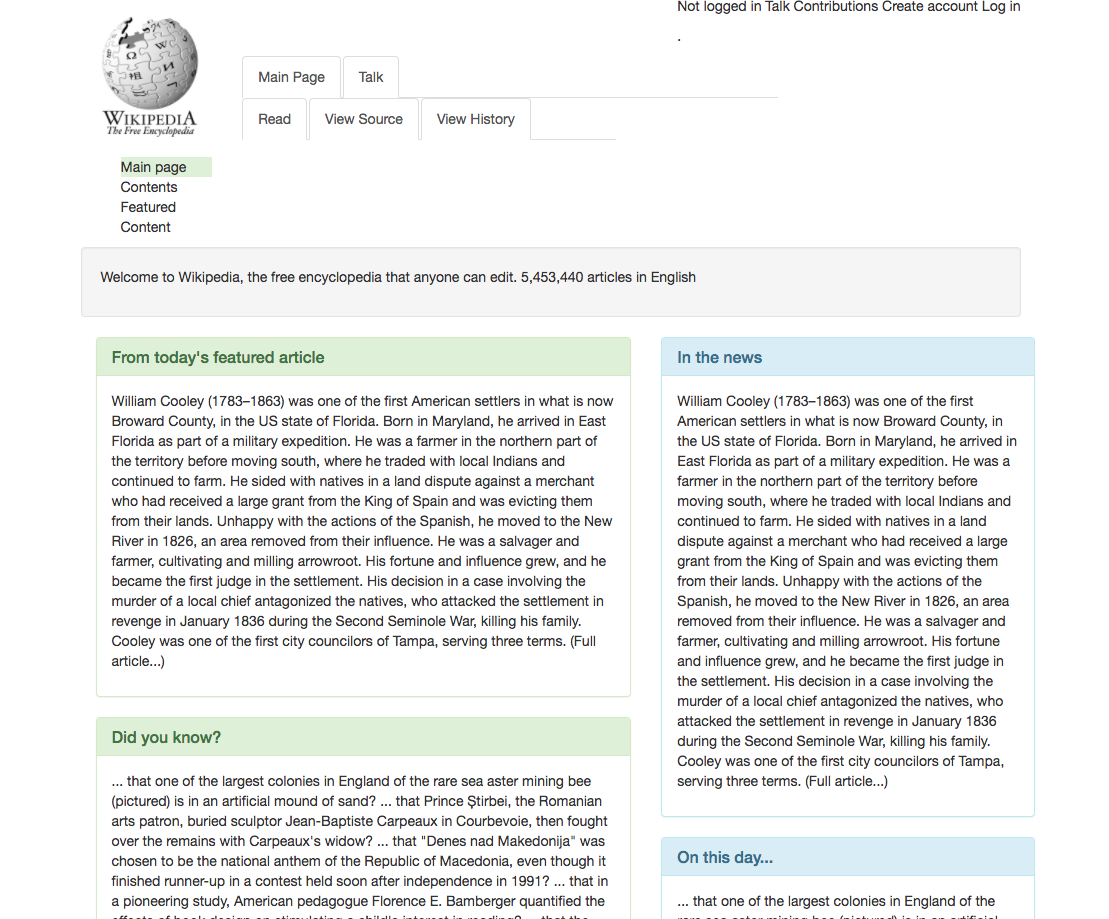 Not logged in Talk Contributions Create account Log in
.
WIKIPEDIA
The Free Encyclopedia
Main Page
Talk
Read
View Source
View History
Main page
Contents
Featured
Content
Welcome to Wikipedia, the free encyclopedia that anyone can edit. 5,453,440 articles in English
From today's featured article
William Cooley (1783–1863) was one of the first American settlers in what is now
Broward County, in the US state of Florida. Born in Maryland, he arrived in East
Florida as part of a military expedition. He was a farmer in the northern part of
the territory before moving south, where he traded with local Indians and
continued to farm. He sided with natives in a land dispute against a merchant
who had received a large grant from the King of Spain and was evicting them
from their lands. Unhappy with the actions of the Spanish, he moved to the New
River in 1826, an area removed from their influence. He was a salvager and
farmer, cultivating and milling arrowroot. His fortune and influence grew, and he
became the first judge in the settlement. His decision in a case involving the
murder of a local chief antagonized the natives, who attacked the settlement in
revenge in January 1836 during the Second Seminole War, killing his family.
Cooley was one of the first city councilors of Tampa, serving three terms. (Full
article...)
Did you know?
... that one of the largest colonies in England of the rare sea aster mining bee
(pictured) is in an artificial mound of sand? ... that Prince Știrbei, the Romanian
arts patron, buried sculptor Jean-Baptiste Carpeaux in Courbevoie, then fought
over the remains with Carpeaux's widow? ... that "Denes nad Makedonija" was
chosen to be the national anthem of the Republic of Macedonia, even though it
finished runner-up in a contest held soon after independence in 1991? ... that in
a pioneering study, American pedagogue Florence E. Bamberger quantified the
effects of book design on stimulating a child's interest in reading? ... that the
In the news
William Cooley (1783–1863) was one of the first
American settlers in what is now Broward County, in
the US state of Florida. Born in Maryland, he arrived in
East Florida as part of a military expedition. He was a
farmer in the northern part of the territory before
moving south, where he traded with local Indians and
continued to farm. He sided with natives in a land
dispute against a merchant who had received a large
grant from the King of Spain and was evicting them
from their lands. Unhappy with the actions of the
Spanish, he moved to the New River in 1826, an area
removed from their influence. He was a salvager and
farmer, cultivating and milling arrowroot. His fortune
and influence grew, and he became the first judge in
the settlement. His decision in a case involving the
murder of a local chief antagonized the natives, who
attacked the settlement in revenge in January 1836
during the Second Seminole War, killing his family.
Cooley was one of the first city councilors of Tampa,
serving three terms. (Full article...)
On this day...
... that one of the largest colonies in England of the
rare sea aster mining bee (pictured) is in an artificial